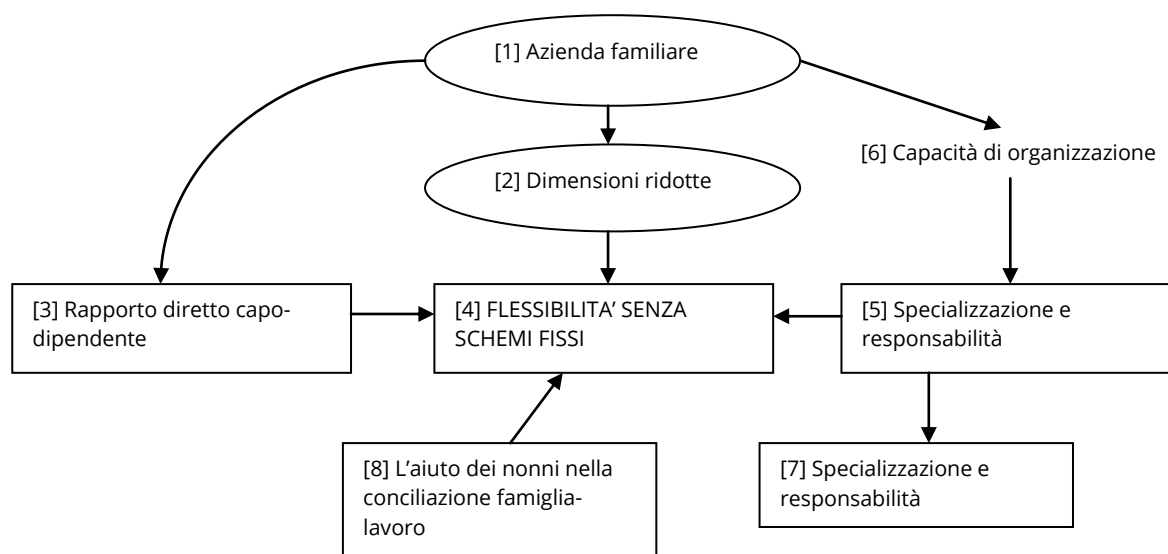 [1] Azienda familiare
[2] Dimensioni ridotte
[6] Capacità di organizzazione
[3] Rapporto diretto capo-
dipendente
[4] FLESSIBILITA’ SENZA
SCHEMI FISSI
[5] Specializzazione e
responsabilità
[8] L’aiuto dei nonni nella
conciliazione famiglia-
lavoro
[7] Specializzazione e
responsabilità